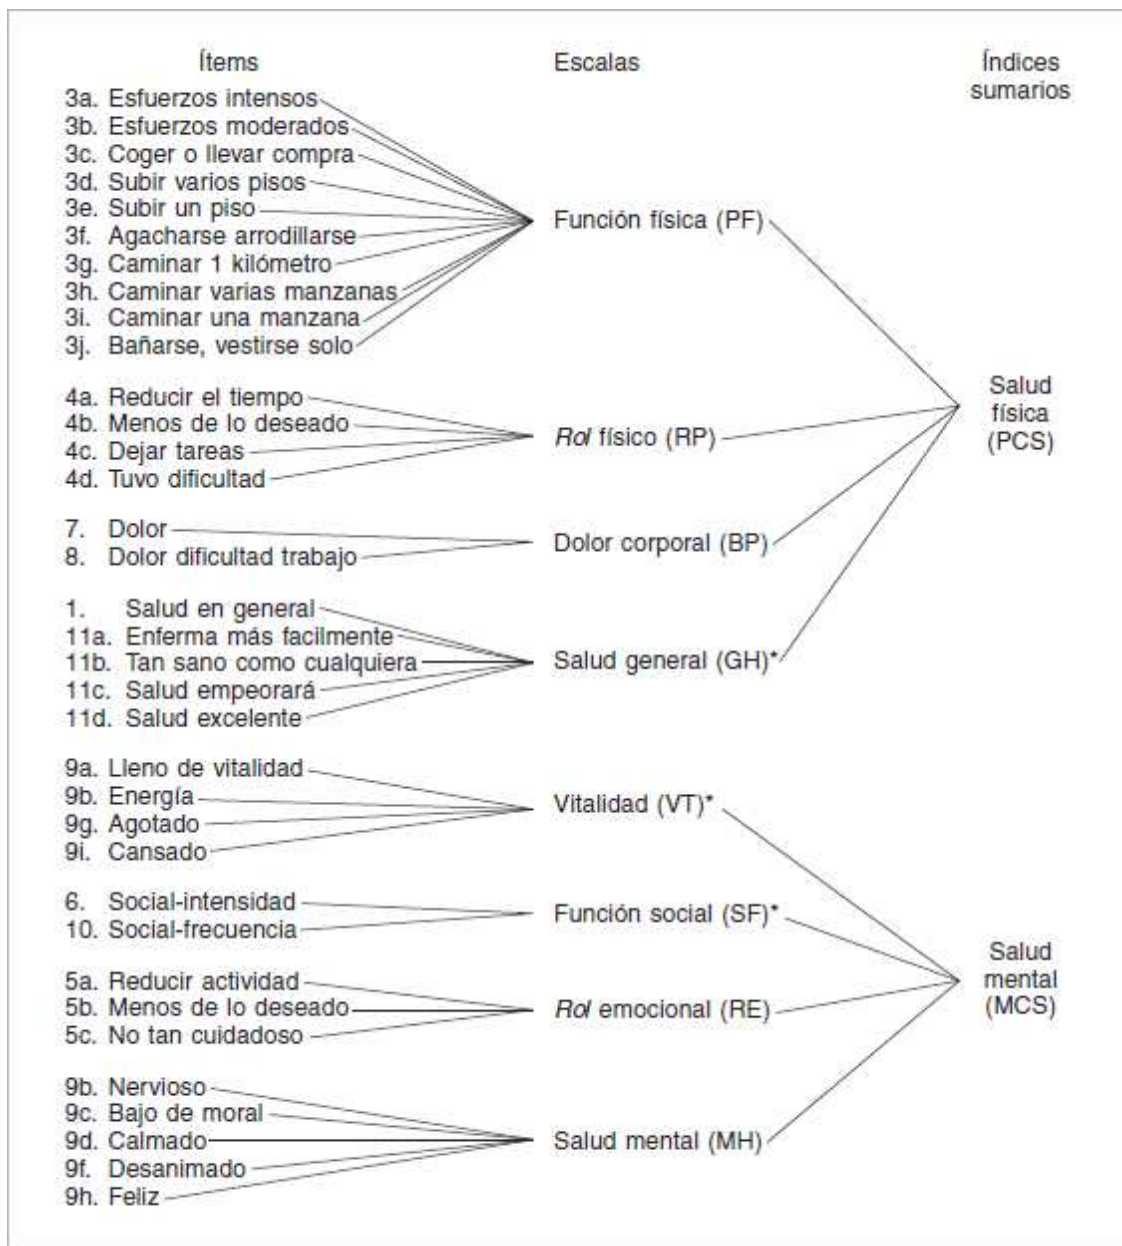 Ítems Escalas Índices
sumarios
3a. Esfuerzos intensos
3b. Esfuerzos moderados
3c. Coger o llevar compra
3d. Subir varios pisos
3e. Subir un piso
Función física (PF)
3f. Agacharse arrodillarse
3g. Caminar 1 kilómetro
3h. Caminar varias manzanas
3i. Caminar una manzana
3j. Bañarse, vestirse solo
Salud
física
(PCS)
4a. Reducir el tiempo
4b. Menos de lo deseado
Rol físico (RP)
4c. Dejar tareas
4d. Tuvo dificultad
7. Dolor
Dolor corporal (BP)
8. Dolor dificultad trabajo
1. Salud en general
11a. Enferma más facilmente
11b. Tan sano como cualquiera Salud general (GH)*
11c. Salud empeorará
11d. Salud excelente
9a. Lleno de vitalidad
9b. Energía Vitalidad (VT)*
9g. Agotado
9i. Cansado
6. Social-intensidad
Función social (SF)*
10. Social-frecuencia
Salud
mental
(MCS)
5a. Reducir actividad
5b. Menos de lo deseado Rol emocional (RE)
5c. No tan cuidadoso
9b. Nervioso
9c. Bajo de moral
9d. Calmado Salud mental (MH)
9f. Desanimado
9h. Feliz